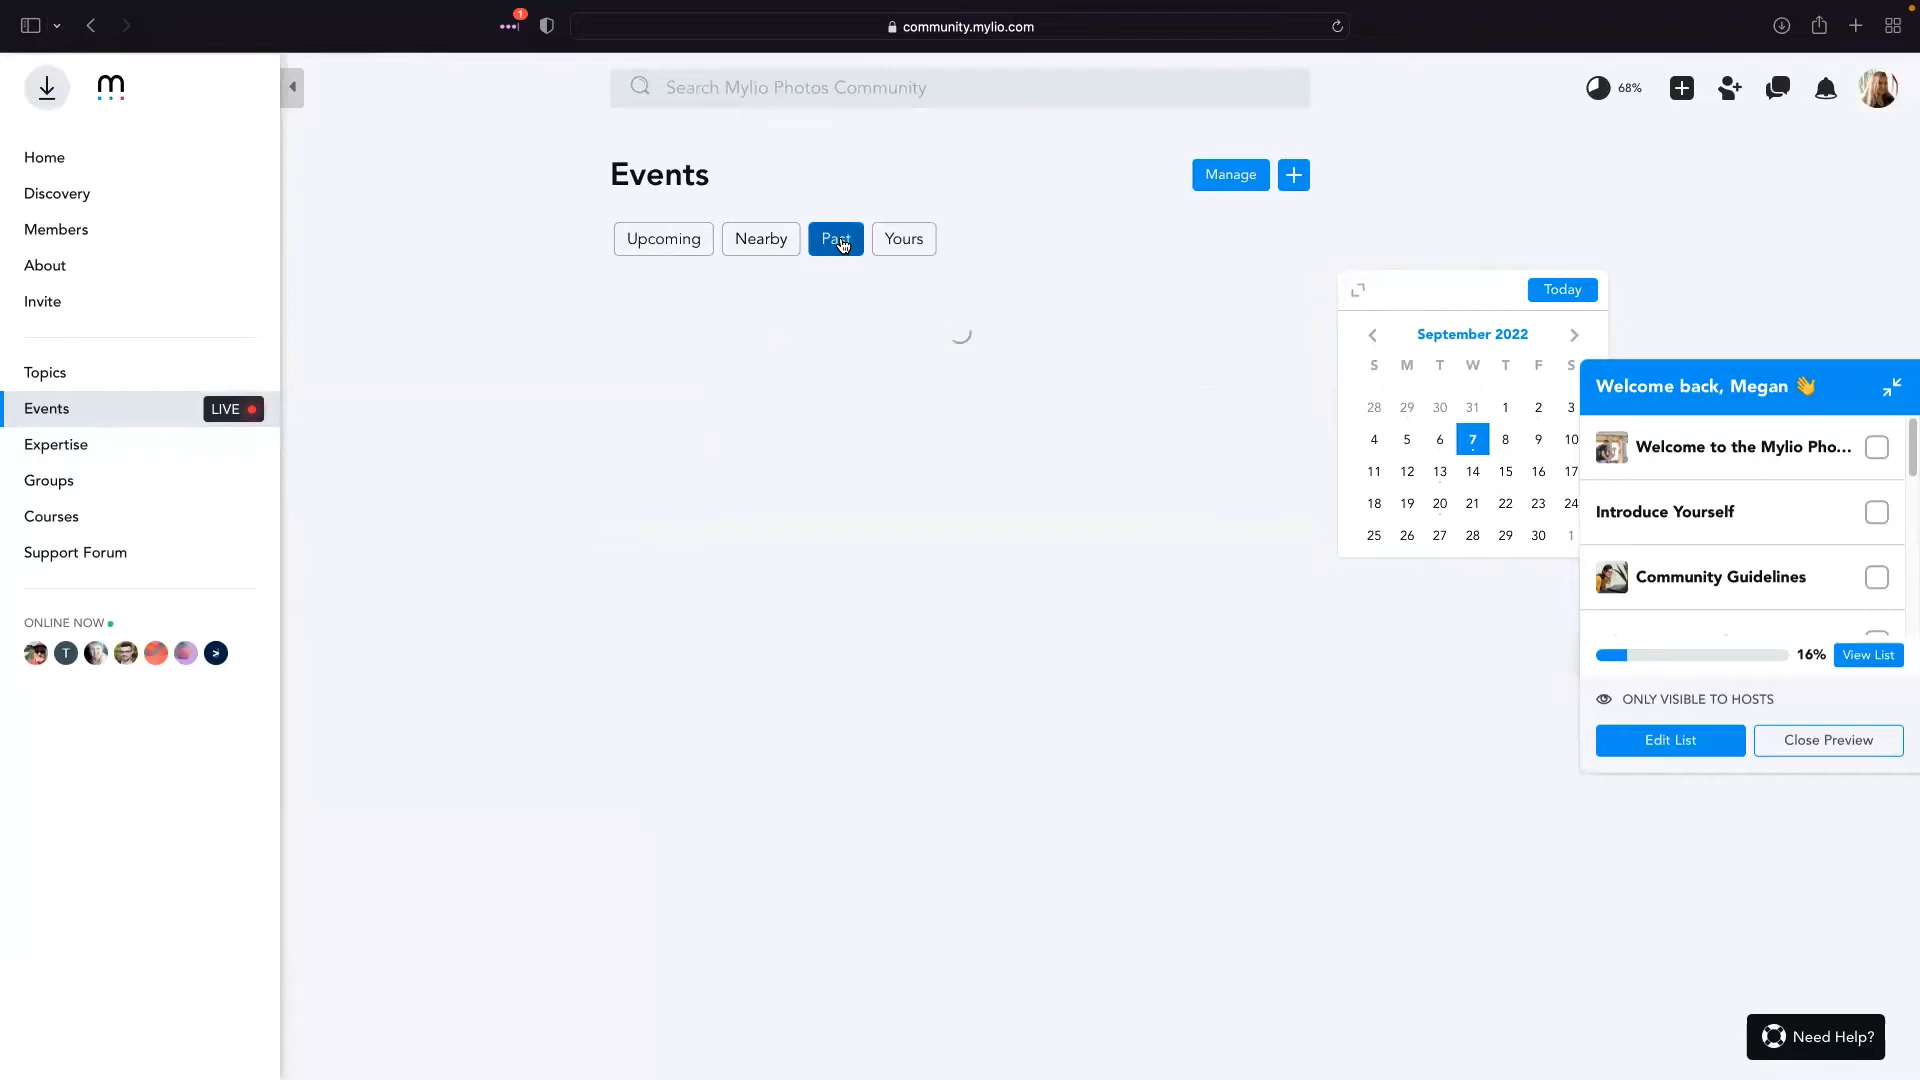 1
community.mylio.com
m
Search Mylio Photos Community
68%
Home
Discovery
Members
About
Invite
Topics
Events
LIVE
Expertise
Groups
Courses
Support Forum
ONLINE NOW
T
Events
Manage
Upcoming
Nearby
Past
Yours
Today
September 2022
S M T W T F S
28 29 30 31 1 2 3
4 5 6 7 8 9 10
11 12 13 14 15 16 17
18 19 20 21 22 23 24
25 26 27 28 29 30 1
Welcome back, Megan 👋
Welcome to the Mylio Pho...
Introduce Yourself
Community Guidelines
16%
View List
ONLY VISIBLE TO HOSTS
Edit List
Close Preview
Need Help?